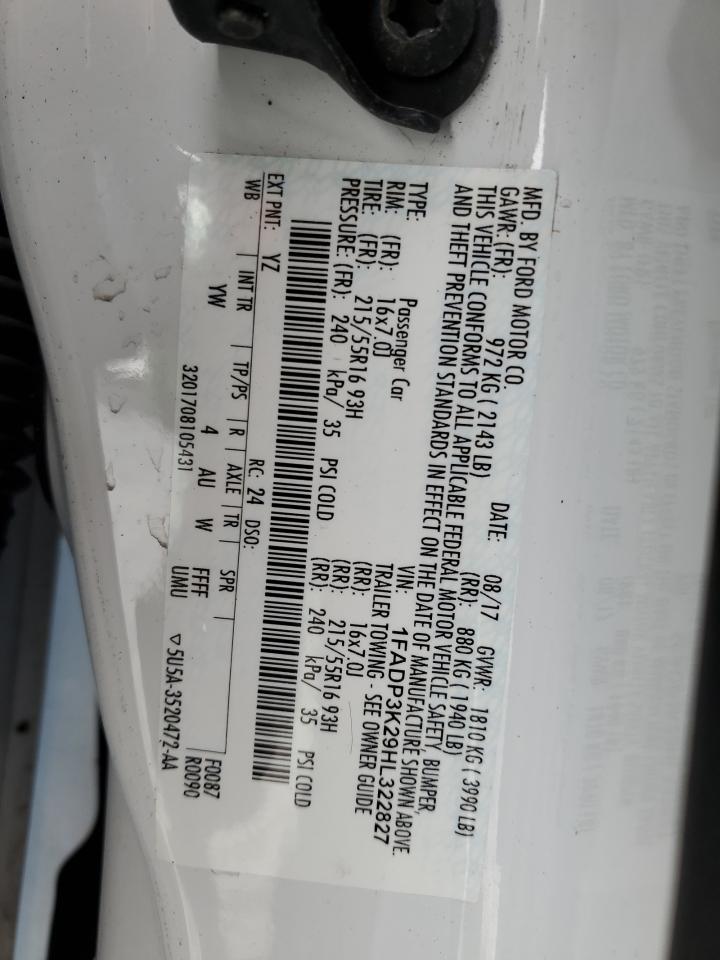 MFD. BY FORD MOTOR CO.
DATE: 08/17 GVWR: 1810 KG ( 3990 LB)
GAWR: (FR): 972 KG ( 2143 LB) (RR): 880 KG ( 1940 LB)
THIS VEHICLE CONFORMS TO ALL APPLICABLE FEDERAL MOTOR VEHICLE SAFETY, BUMPER,
AND THEFT PREVENTION STANDARDS IN EFFECT ON THE DATE OF MANUFACTURE SHOWN ABOVE.
VIN: 1FADP3K29HL322827
TYPE: Passenger Car TRAILER TOWING - SEE OWNER GUIDE
RIM: (FR): 16x7.0J (RR): 16x7.0J
TIRE: (FR): 215/55R16 93H (RR): 215/55R16 93H
PRESSURE: (FR): 240 kPa/ 35 PSI COLD (RR): 240 kPa/ 35 PSI COLD
EXT PNT: YZ RC: 24 DSO:
WB | INT TR | TP/PS | R | AXLE | TR | SPR |
YW 4 AU W FFFF F0087
UMU R0090
3201708105431 ▽ 5U5A-3520472-AA